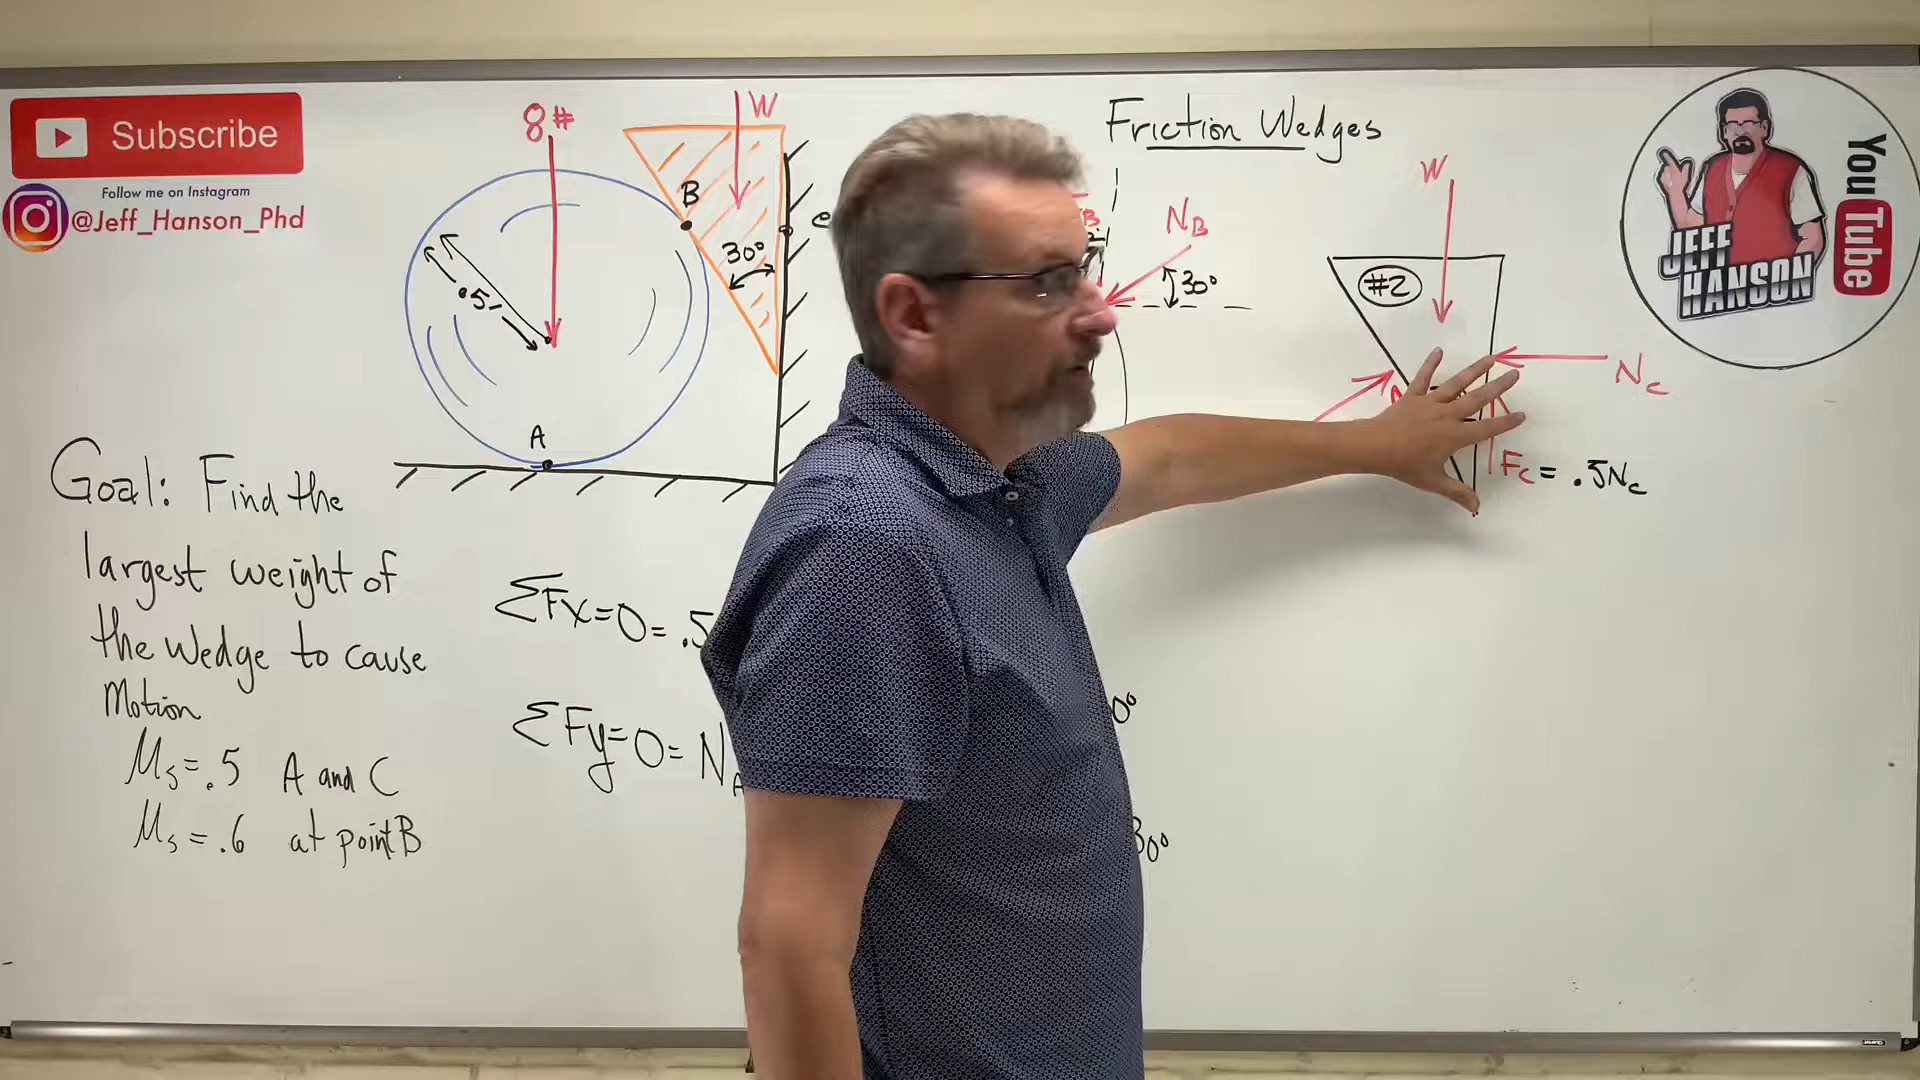 Subscribe
Follow me on Instagram
@Jeff_Hanson_Phd
8#
W
B
30°
.5'
A
Goal: Find the
largest weight of
the wedge to cause
Motion
Ms=.5 A and C
Ms=.6 at point B
ΣFx=0=.5
ΣFy=0=NA
Friction Wedges
B
NB
30°
0°
30°
W
#2
NC
FC=.5NC
JEFF
HANSON
YouTube